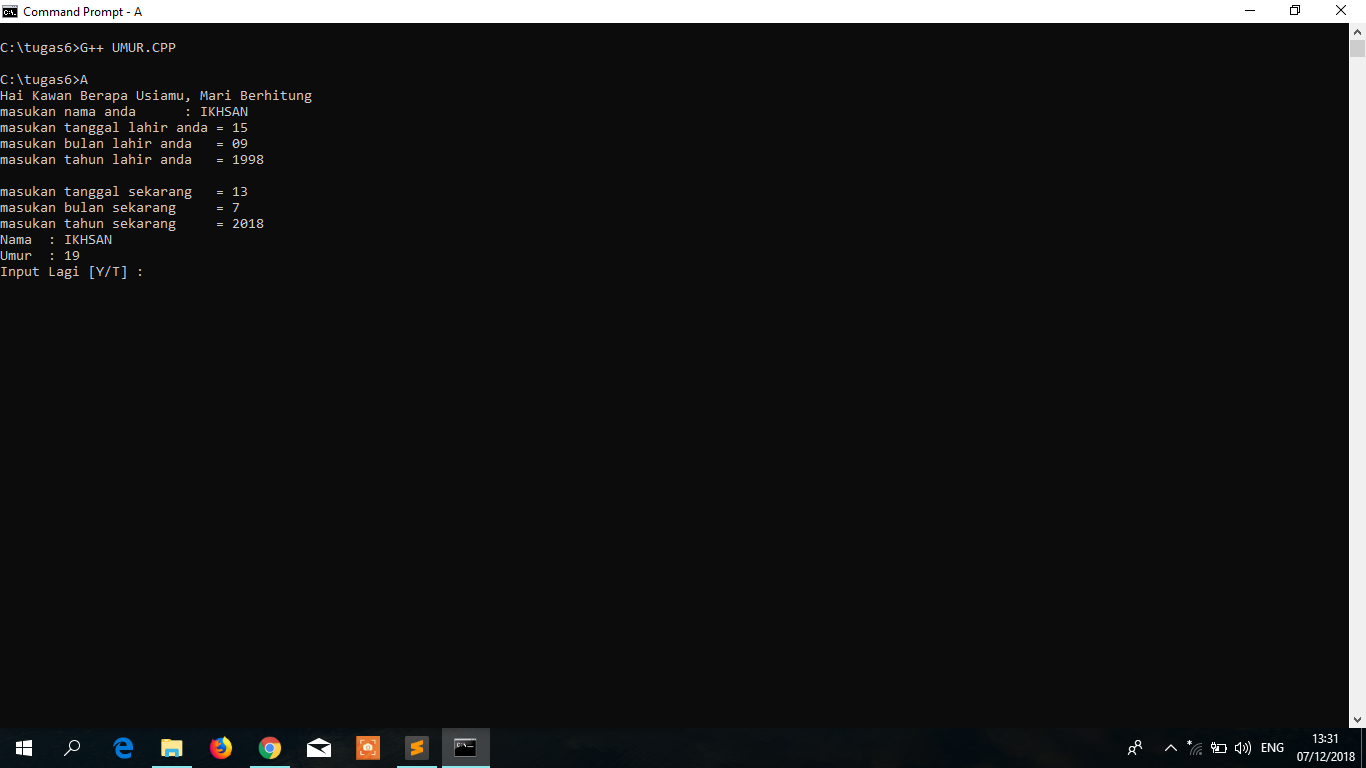 Command Prompt - A
C:\tugas6>G++ UMUR.CPP
C:\tugas6>A
Hai Kawan Berapa Usiamu, Mari Berhitung
masukan nama anda      : IKHSAN
masukan tanggal lahir anda = 15
masukan bulan lahir anda   = 09
masukan tahun lahir anda   = 1998
masukan tanggal sekarang   = 13
masukan bulan sekarang     = 7
masukan tahun sekarang     = 2018
Nama  : IKHSAN
Umur  : 19
Input Lagi [Y/T] :
ENG
13:31
07/12/2018